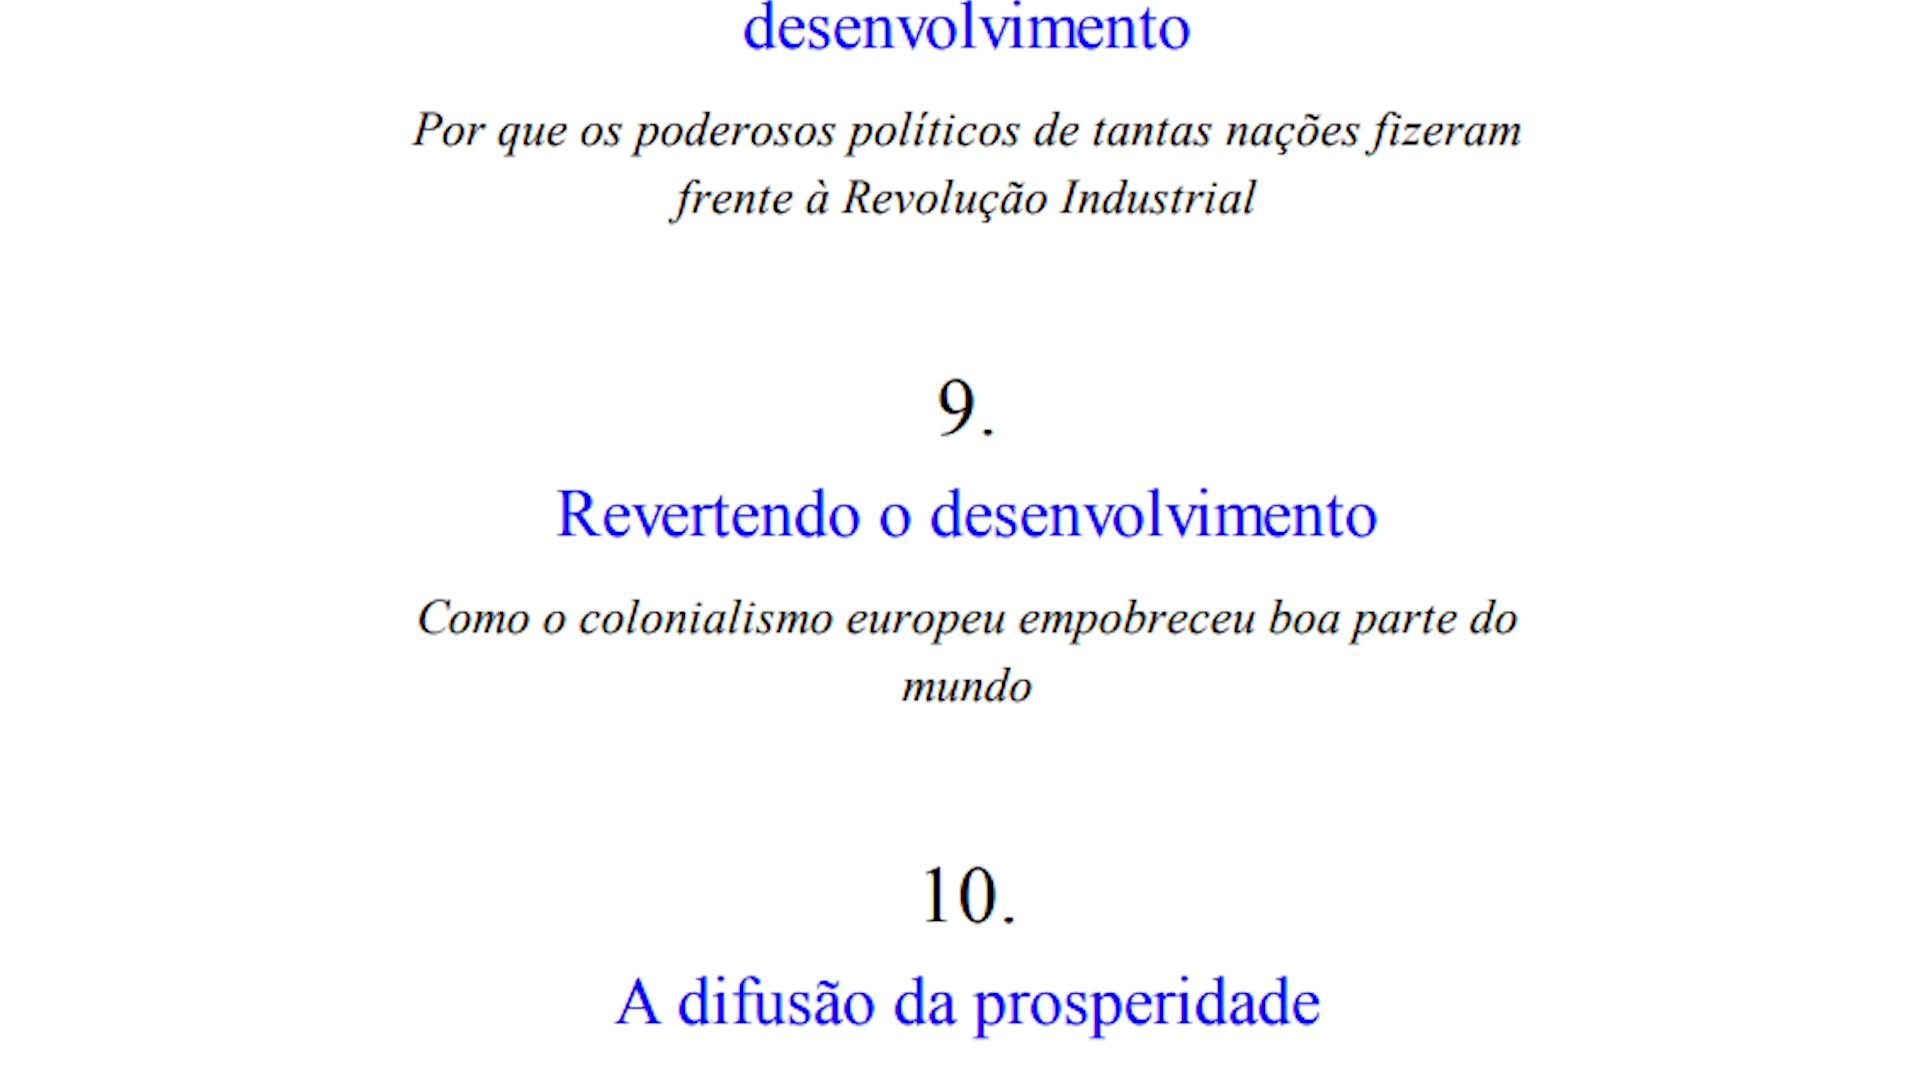 desenvolvimento
Por que os poderosos políticos de tantas nações fizeram
frente à Revolução Industrial
9.
Revertendo o desenvolvimento
Como o colonialismo europeu empobreceu boa parte do
mundo
10.
A difusão da prosperidade